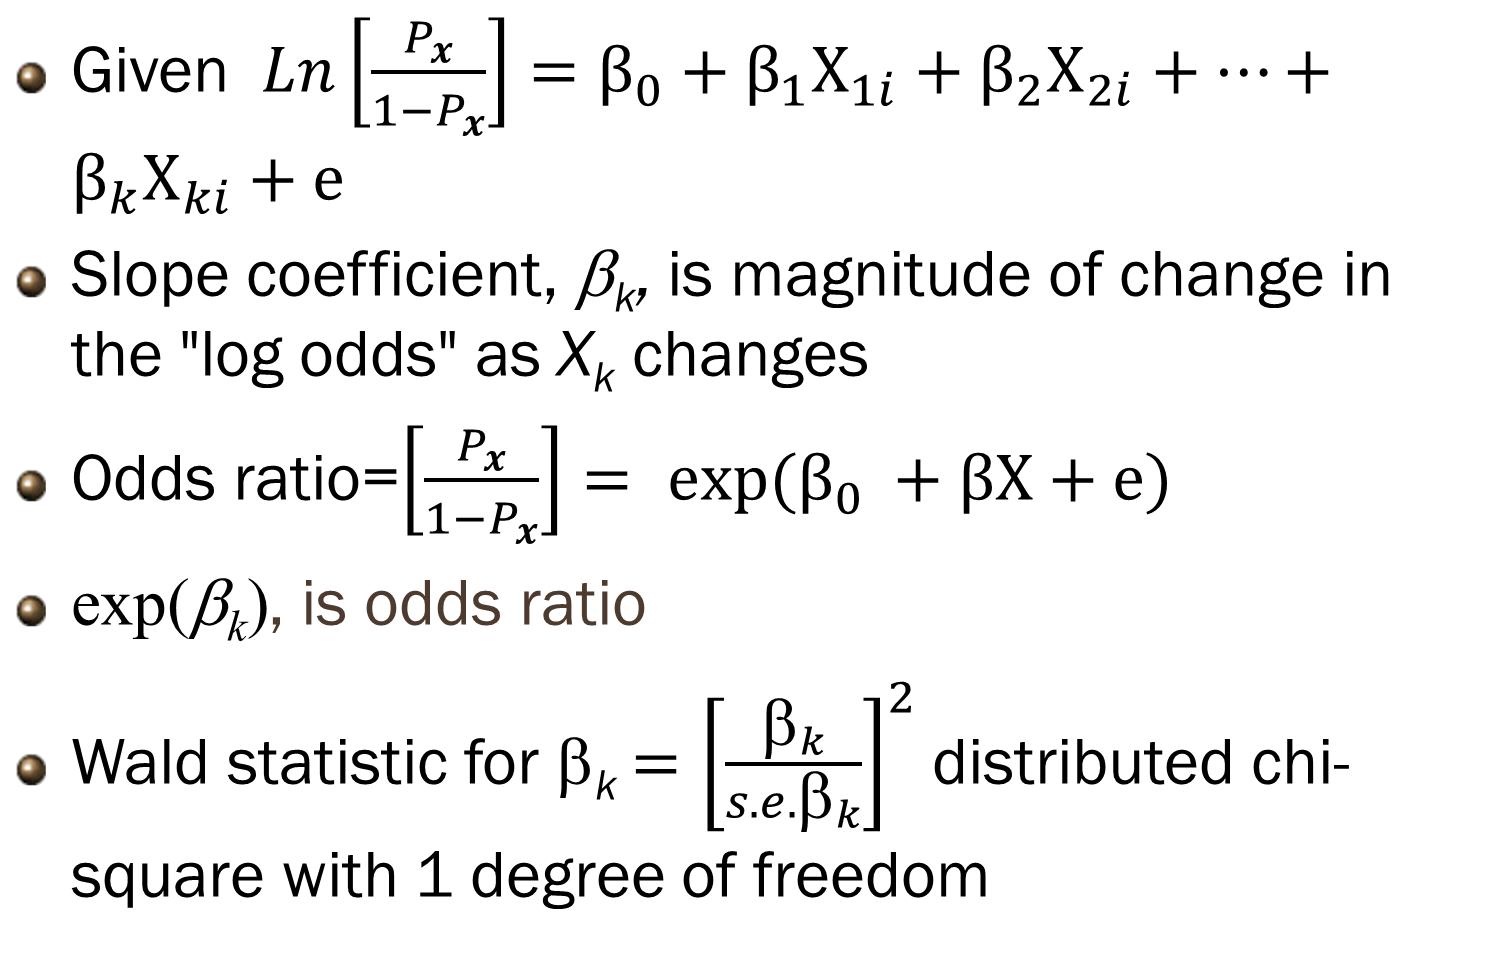 • Given Ln [Pₓ / 1−Pₓ] = β₀ + β₁X₁ᵢ + β₂X₂ᵢ + ⋯ +
βₖXₖᵢ + e
• Slope coefficient, βₖ, is magnitude of change in
the "log odds" as Xₖ changes
• Odds ratio=[Pₓ / 1−Pₓ] = exp(β₀ + βX + e)
• exp(βₖ), is odds ratio
• Wald statistic for βₖ = [βₖ / s.e.βₖ]² distributed chi-
square with 1 degree of freedom